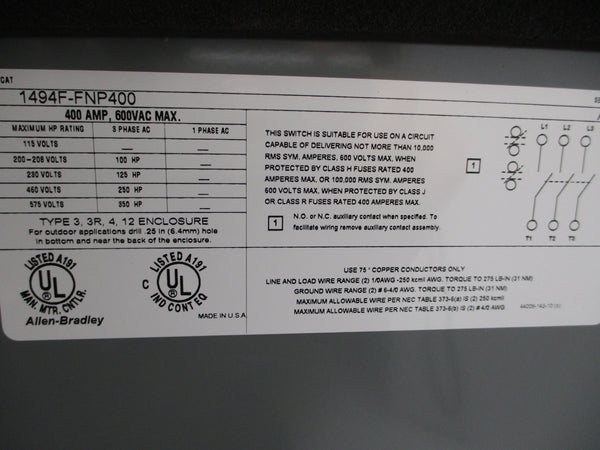 CAT
1494F-FNP400
400 AMP, 600VAC MAX.
MAXIMUM HP RATING 3 PHASE AC 1 PHASE AC
115 VOLTS — —
200-208 VOLTS 100 HP —
230 VOLTS 125 HP —
460 VOLTS 250 HP —
575 VOLTS 350 HP —
TYPE 3, 3R, 4, 12 ENCLOSURE
For outdoor applications drill .25 in (6.4mm) hole
in bottom and near the back of the enclosure.
THIS SWITCH IS SUITABLE FOR USE ON A CIRCUIT
CAPABLE OF DELIVERING NOT MORE THAN 10,000
RMS SYM. AMPERES, 600 VOLTS MAX. WHEN
PROTECTED BY CLASS H FUSES RATED 400
AMPERES MAX. OR 100,000 RMS SYM. AMPERES
600 VOLTS MAX, WHEN PROTECTED BY CLASS J
OR CLASS R FUSES RATED 400 AMPERES MAX.
1 N.O. or N.C. auxiliary contact when specified. To
facilitate wiring remove auxiliary contact assembly.
1
L1 L2 L3
T1 T2 T3
LISTED A191
UL
MAN. MTR. CTRLR.
Allen-Bradley
LISTED A191
C UL
IND CONT EQ
MADE IN U.S.A
USE 75° COPPER CONDUCTORS ONLY
LINE AND LOAD WIRE RANGE (2) 1/0AWG -250 kcmil AWG. TORQUE TO 275 LB-IN (31 NM)
GROUND WIRE RANGE (2) #6-4/0 AWG. TORQUE TO 275 LB-IN (31 NM)
MAXIMUM ALLOWABLE WIRE PER NEC TABLE 373-6(a) IS (2) 250 kcmil
MAXIMUM ALLOWABLE WIRE PER NEC TABLE 373-6(b) IS (2) #4/0 AWG